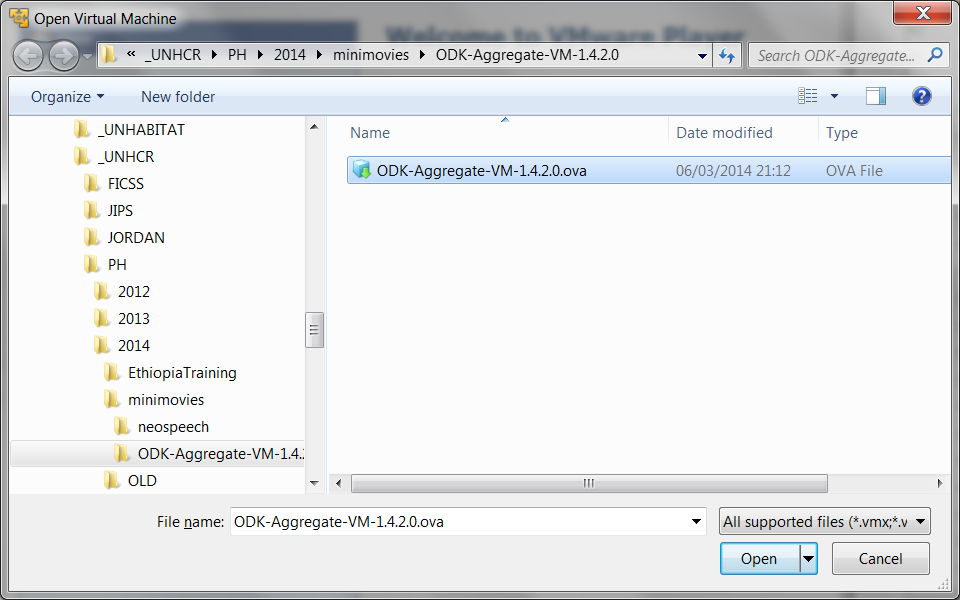 Open Virtual Machine
Welcome to VMware Player
« _UNHCR PH 2014 minimovies ODK-Aggregate-VM-1.4.2.0
Search ODK-Aggregate...
Organize New folder
_UNHABITAT
_UNHCR
FICSS
JIPS
JORDAN
PH
2012
2013
2014
EthiopiaTraining
minimovies
neospeech
ODK-Aggregate-VM-1.4.2
OLD
Name Date modified Type
ODK-Aggregate-VM-1.4.2.0.ova 06/03/2014 21:12 OVA File
File name: ODK-Aggregate-VM-1.4.2.0.ova All supported files (*.vmx;*.v
Open Cancel